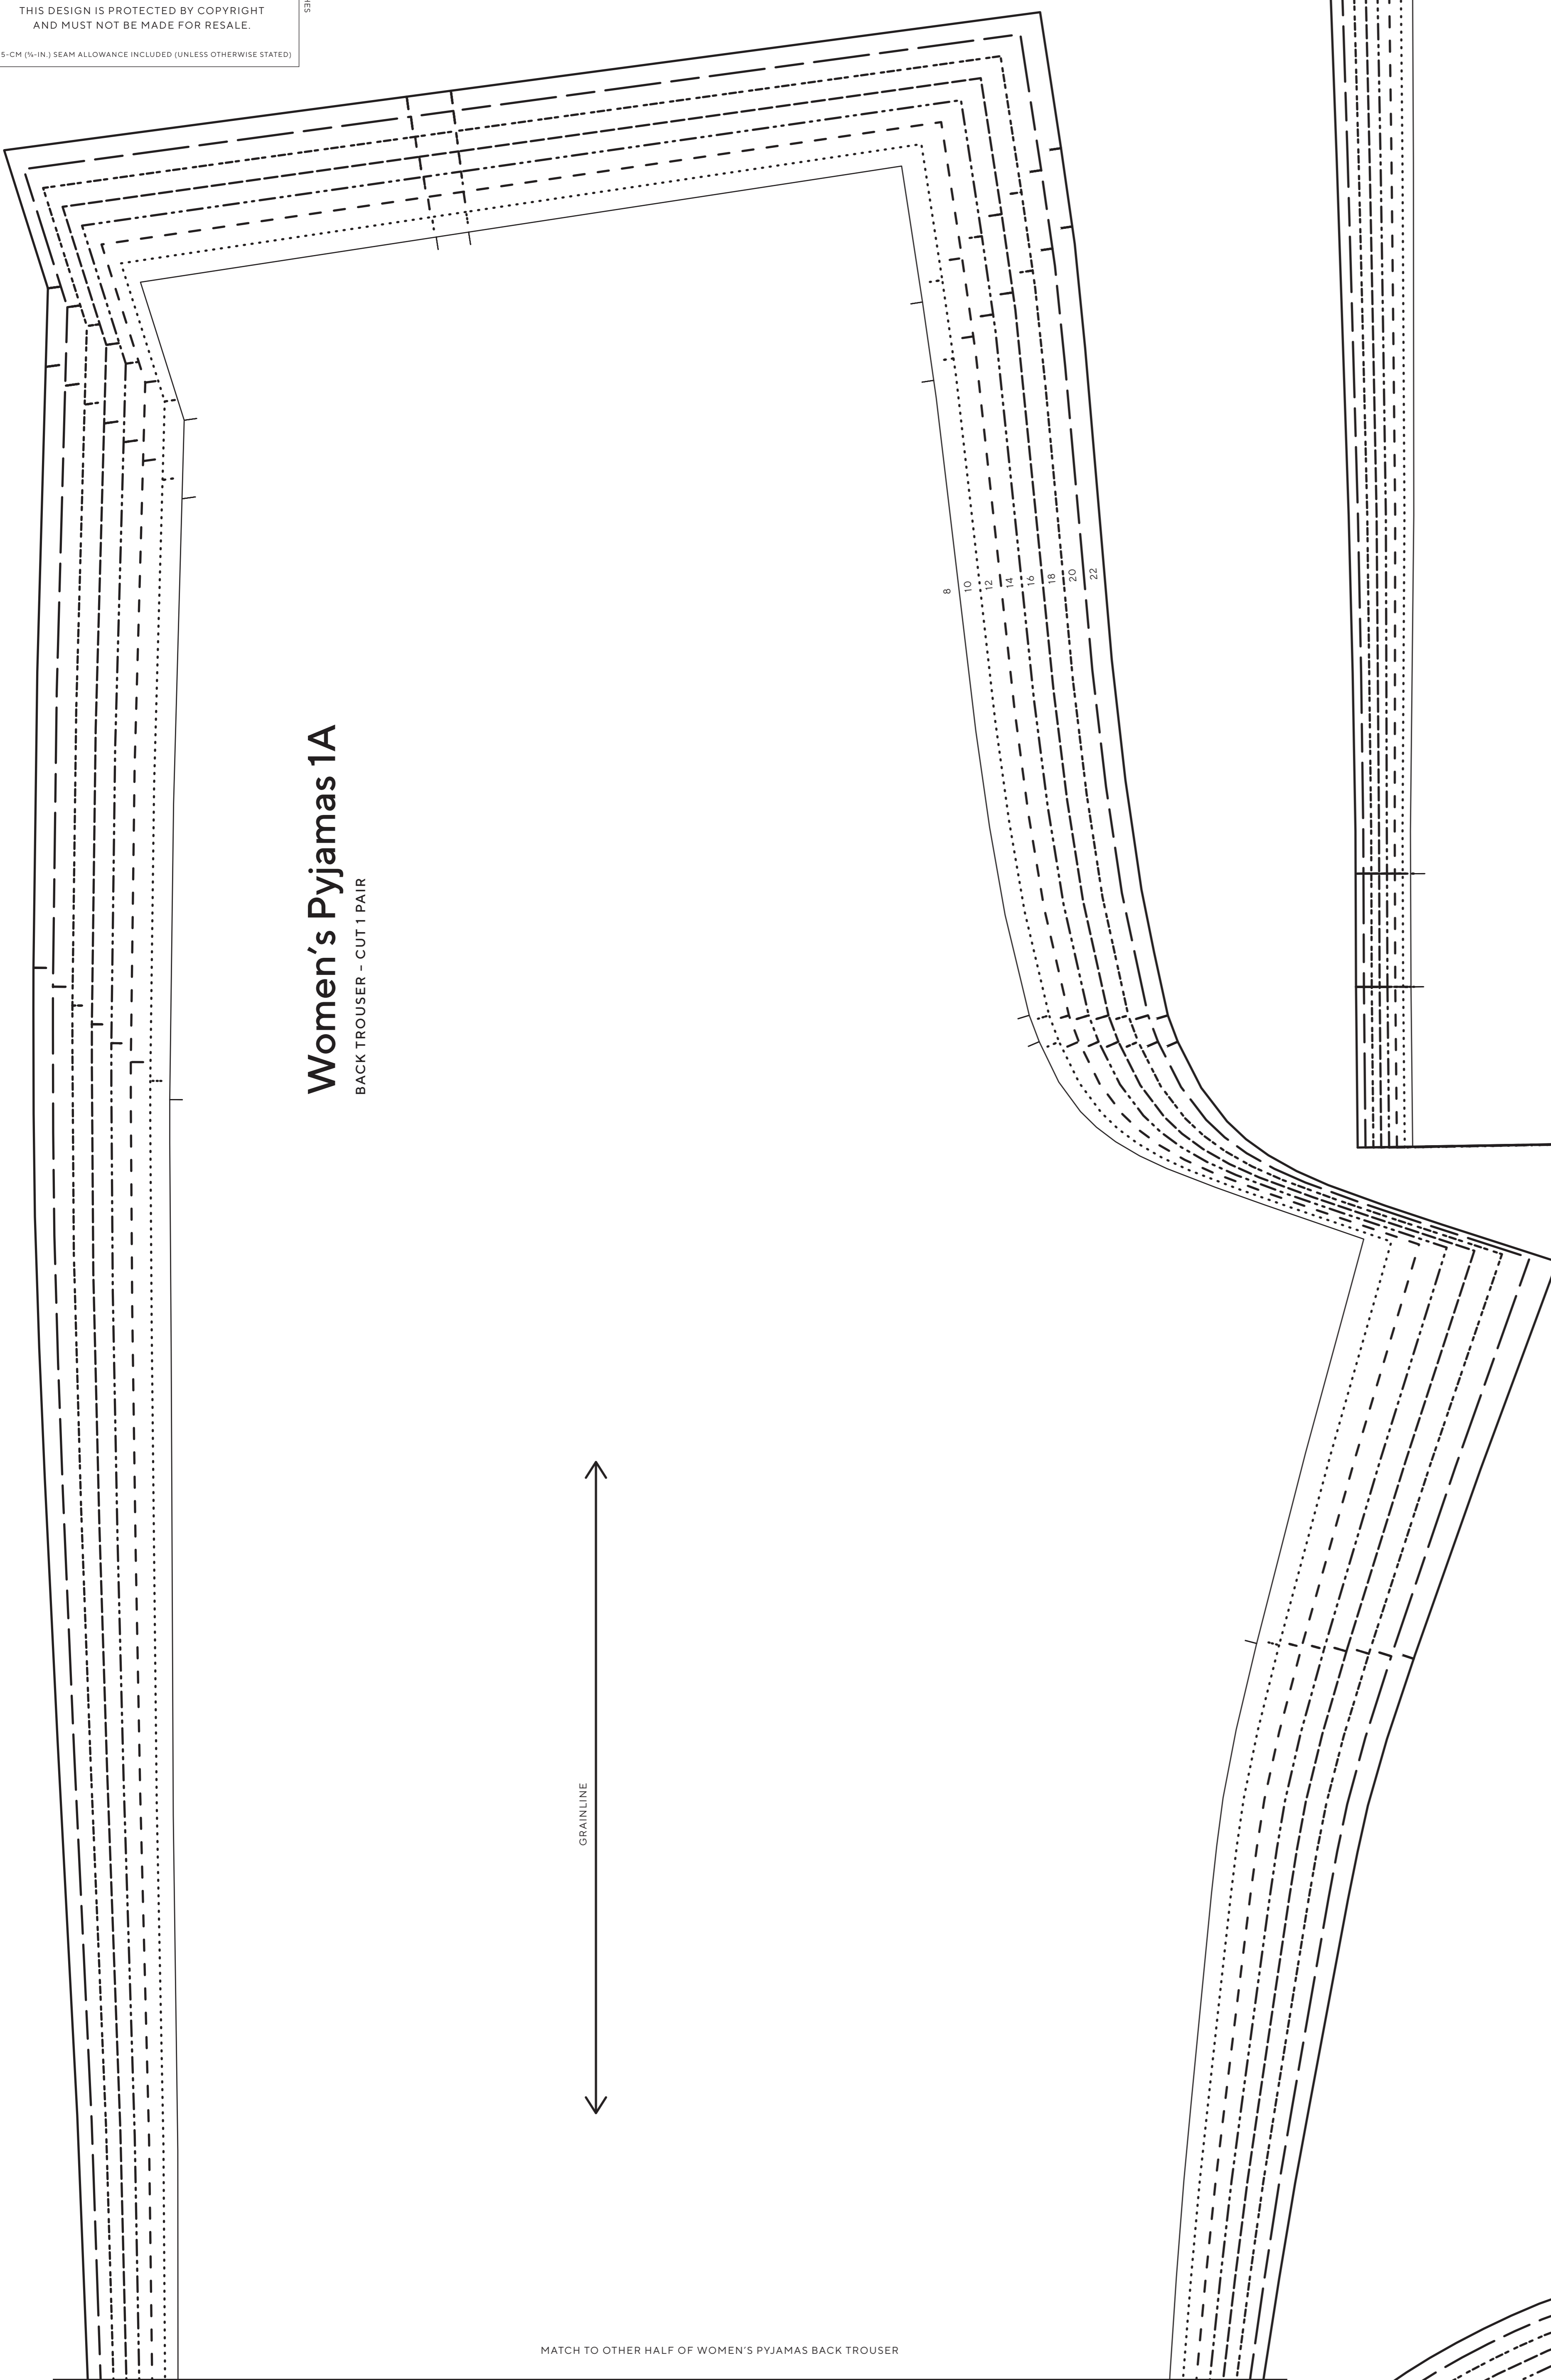 THIS DESIGN IS PROTECTED BY COPYRIGHT
AND MUST NOT BE MADE FOR RESALE.
5-CM (⅝-IN.) SEAM ALLOWANCE INCLUDED (UNLESS OTHERWISE STATED)
8
10
12
14
16
18
20
22
Women’s Pyjamas 1A
BACK TROUSER – CUT 1 PAIR
GRAINLINE
MATCH TO OTHER HALF OF WOMEN’S PYJAMAS BACK TROUSER